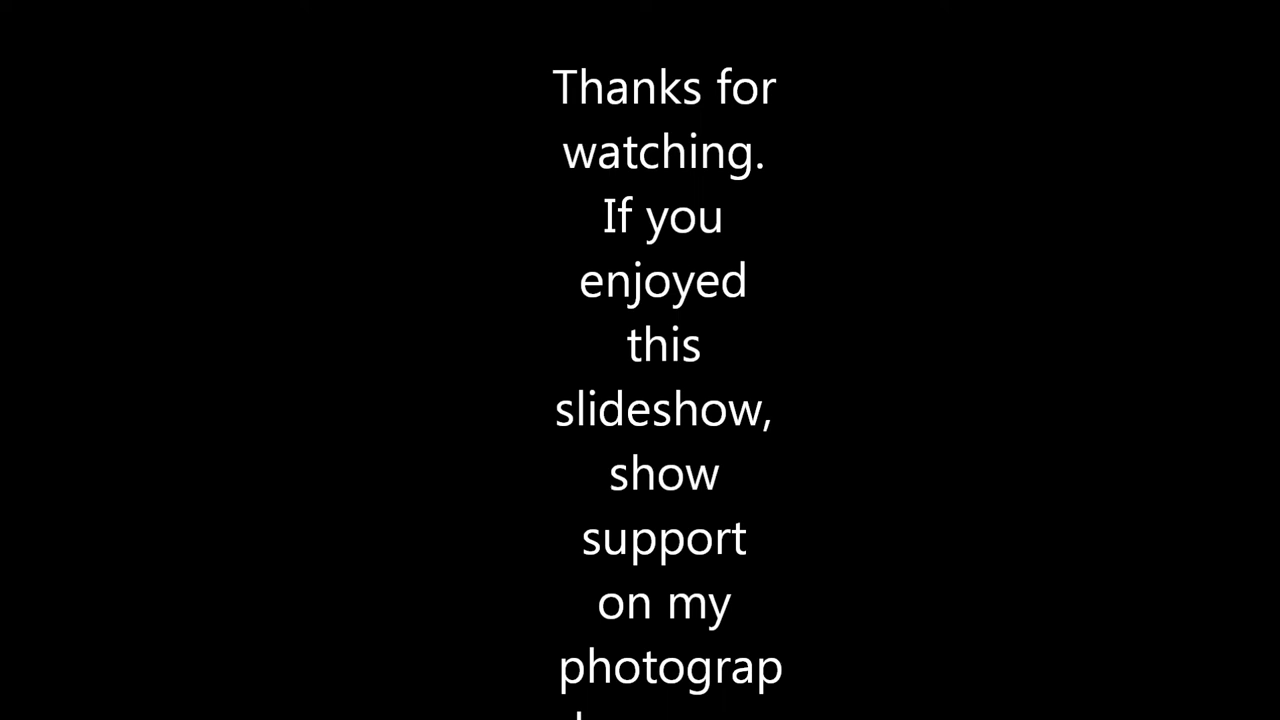 Thanks for
watching.
If you
enjoyed
this
slideshow,
show
support
on my
photograp